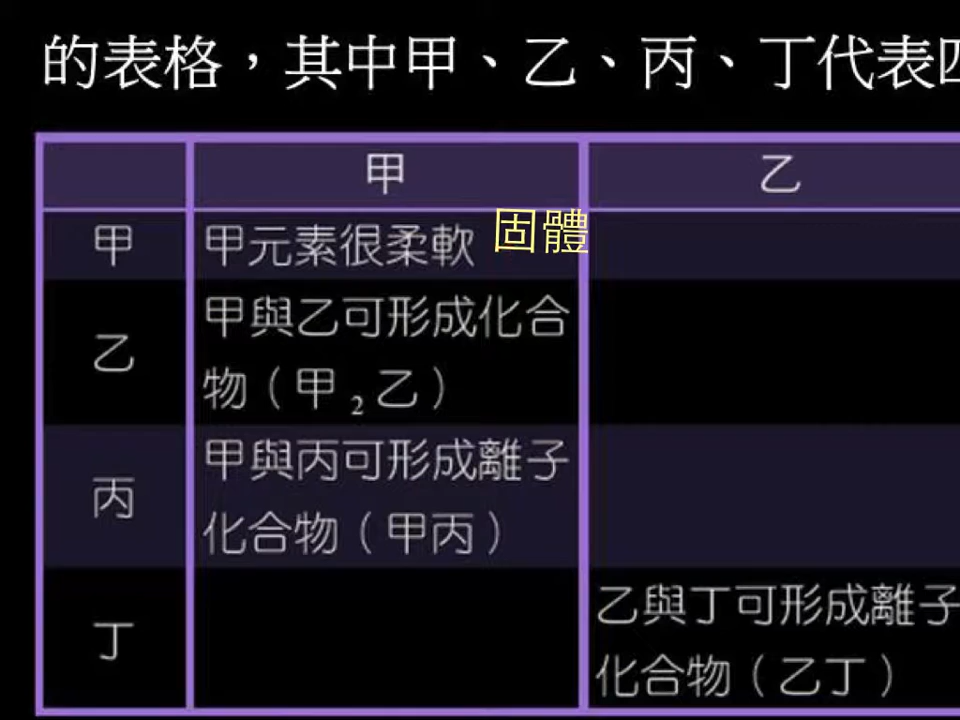 的表格，其中甲、乙、丙、丁代表四
甲 乙
甲 甲元素很柔軟 固體
乙 甲與乙可形成化合
物（甲₂乙）
丙 甲與丙可形成離子
化合物（甲丙）
丁 乙與丁可形成離子
化合物（乙丁）